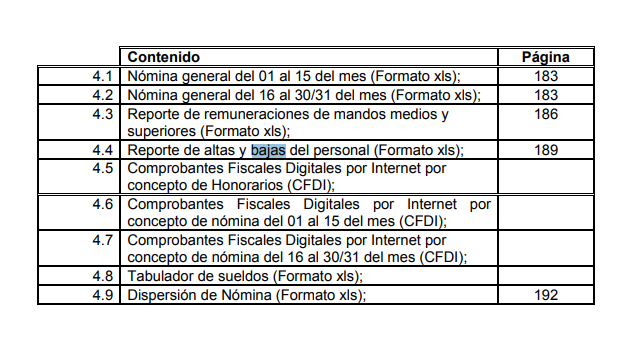 Contenido Página
4.1 Nómina general del 01 al 15 del mes (Formato xls); 183
4.2 Nómina general del 16 al 30/31 del mes (Formato xls); 183
4.3 Reporte de remuneraciones de mandos medios y 186
superiores (Formato xls);
4.4 Reporte de altas y bajas del personal (Formato xls); 189
4.5 Comprobantes Fiscales Digitales por Internet por
concepto de Honorarios (CFDI);
4.6 Comprobantes Fiscales Digitales por Internet por
concepto de nómina del 01 al 15 del mes (CFDI);
4.7 Comprobantes Fiscales Digitales por Internet por
concepto de nómina del 16 al 30/31 del mes (CFDI);
4.8 Tabulador de sueldos (Formato xls);
4.9 Dispersión de Nómina (Formato xls); 192